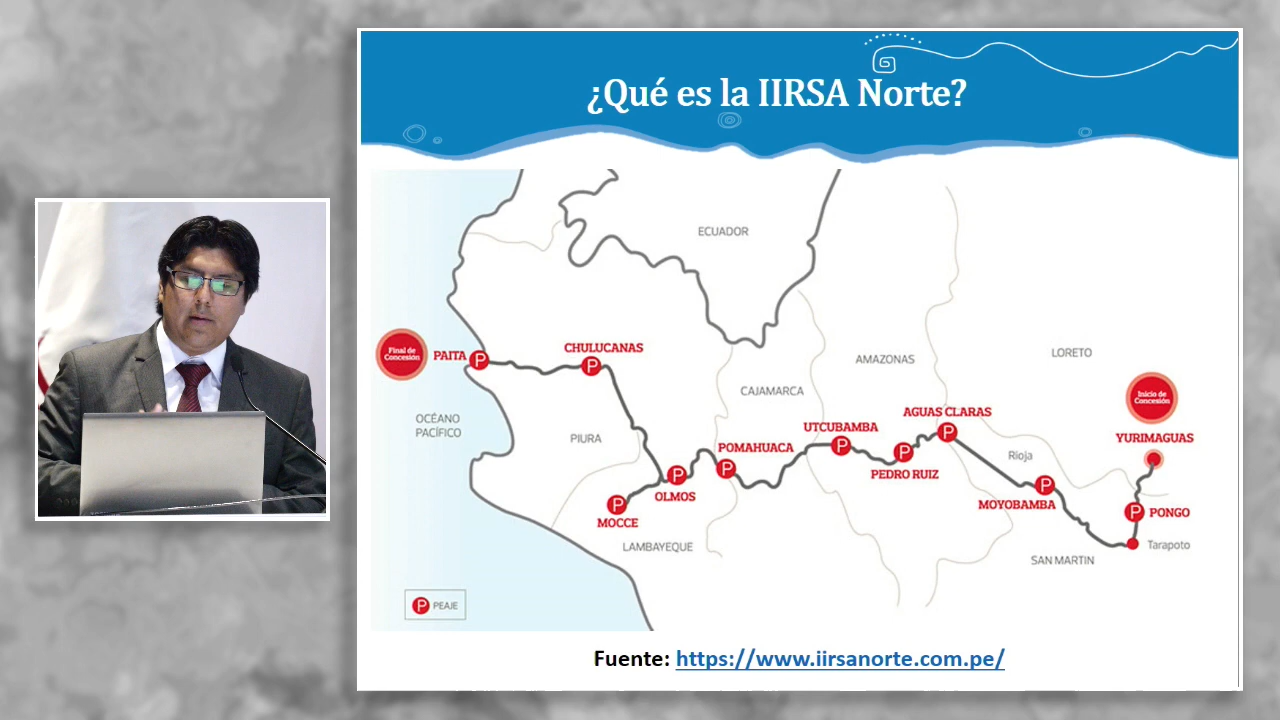 ¿Qué es la IIRSA Norte?
ECUADOR
Final de
Concesión
PAITA
P
CHULUCANAS
P
AMAZONAS
LORETO
CAJAMARCA
Inicio de
Concesión
OCÉANO
PACÍFICO
PIURA
UTCUBAMBA
P
AGUAS CLARAS
P
YURIMAGUAS
POMAHUACA
P
PEDRO RUIZ
P
Rioja
OLMOS
P
MOYOBAMBA
P
MOCCE
P
PONGO
P
LAMBAYEQUE
SAN MARTIN
Tarapoto
P PEAJE
Fuente: https://www.iirsanorte.com.pe/